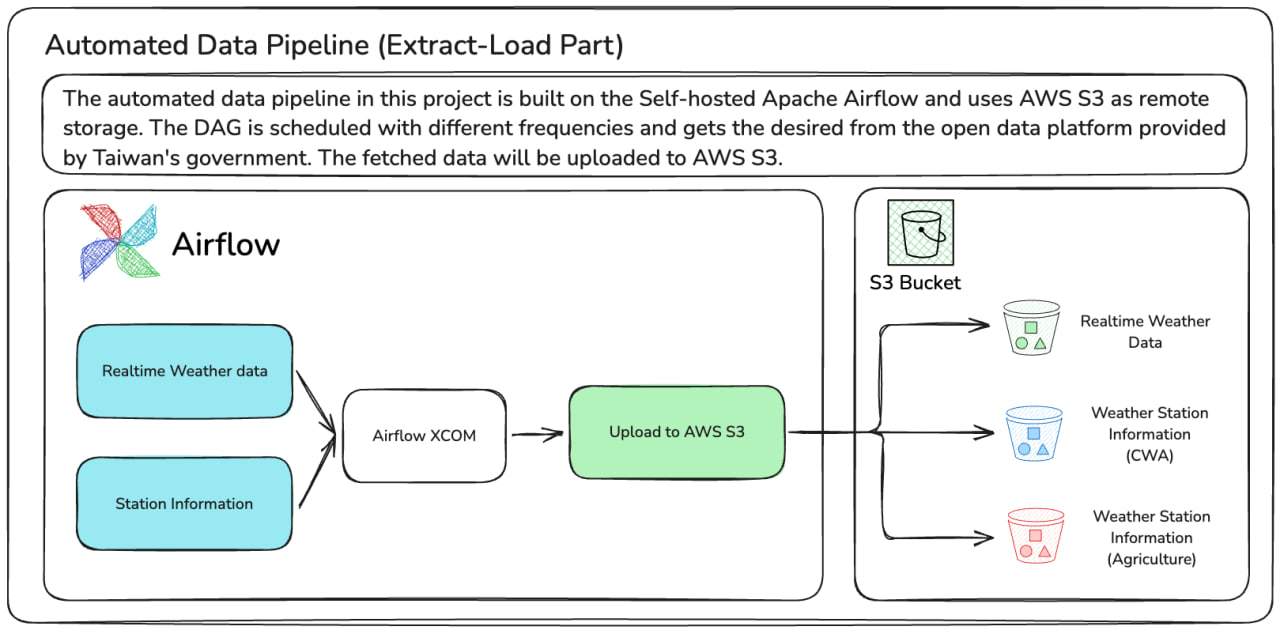 Automated Data Pipeline (Extract-Load Part)
The automated data pipeline in this project is built on the Self-hosted Apache Airflow and uses AWS S3 as remote
storage. The DAG is scheduled with different frequencies and gets the desired from the open data platform provided
by Taiwan's government. The fetched data will be uploaded to AWS S3.
Airflow
Realtime Weather data
Station Information
Airflow XCOM
Upload to AWS S3
S3 Bucket
Realtime Weather
Data
Weather Station
Information
(CWA)
Weather Station
Information
(Agriculture)